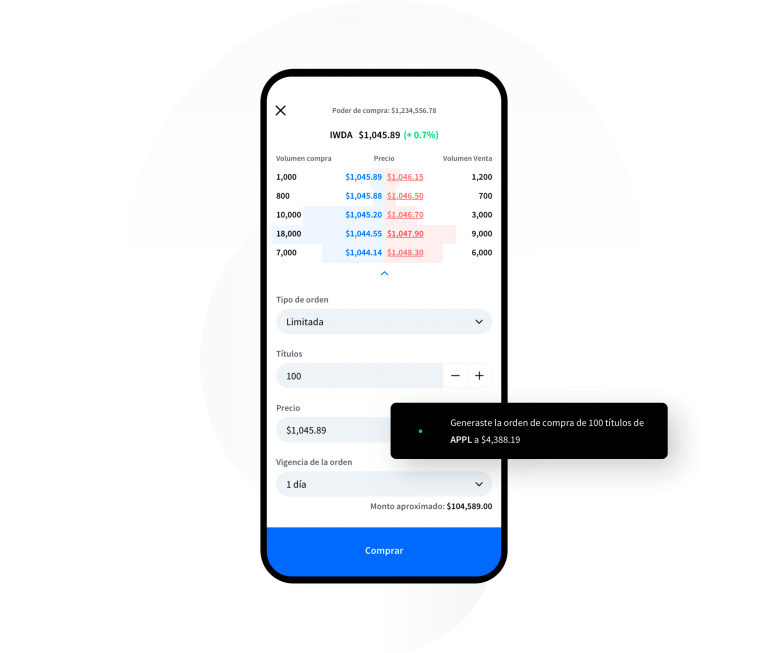 Poder de compra: $1,234,556.78
IWDA $1,045.89 (+ 0.7%)
Volumen compra Precio Volumen Venta
1,000 $1,045.89 $1,046.15 1,200
800 $1,045.88 $1,046.50 700
10,000 $1,045.20 $1,046.70 3,000
18,000 $1,044.55 $1,047.90 9,000
7,000 $1,044.14 $1,048.30 6,000
Tipo de orden
Limitada
Títulos
100
Precio
$1,045.89
Generaste la orden de compra de 100 títulos de
APPL a $4,388.19
Vigencia de la orden
1 día
Monto aproximado: $104,589.00
Comprar